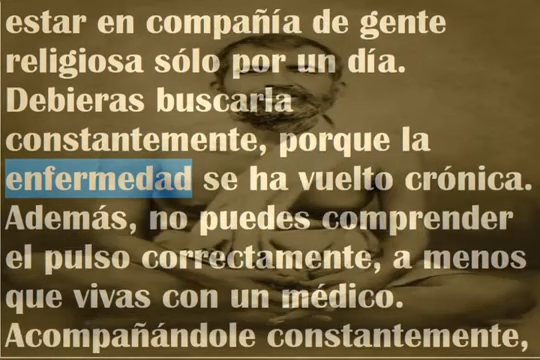 estar en compañía de gente
religiosa sólo por un día.
Debieras buscarla
constantemente, porque la
enfermedad se ha vuelto crónica.
Además, no puedes comprender
el pulso correctamente, a menos
que vivas con un médico.
Acompañándole constantemente,